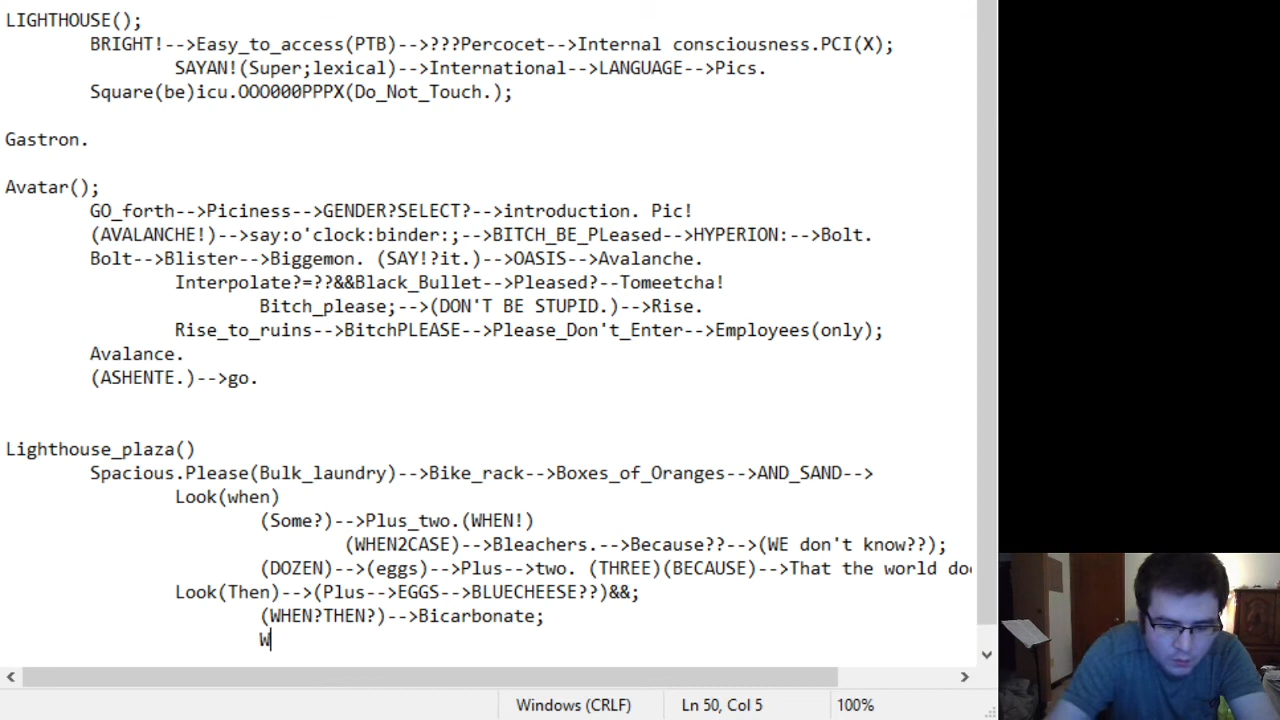 LIGHTHOUSE();
BRIGHT!-->Easy_to_access(PTB)-->???Percocet-->Internal consciousness.PCI(X);
SAYAN!(Super;lexical)-->International-->LANGUAGE-->Pics.
Square(be)icu.OOO000PPPX(Do_Not_Touch.);
Gastron.
Avatar();
GO_forth-->Piciness-->GENDER?SELECT?-->introduction. Pic!
(AVALANCHE!)-->say:o'clock:binder:;-->BITCH_BE_PLeased-->HYPERION:-->Bolt.
Bolt-->Blister-->Biggemon. (SAY!?it.)-->OASIS-->Avalanche.
Interpolate?=??&&Black_Bullet-->Pleased?--Tomeetcha!
Bitch_please;-->(DON'T BE STUPID.)-->Rise.
Rise_to_ruins-->BitchPLEASE-->Please_Don't_Enter-->Employees(only);
Avalance.
(ASHENTE.)-->go.
Lighthouse_plaza()
Spacious.Please(Bulk_laundry)-->Bike_rack-->Boxes_of_Oranges-->AND_SAND-->
Look(when)
(Some?)-->Plus_two.(WHEN!)
(WHEN2CASE)-->Bleachers.-->Because??-->(WE don't know??);
(DOZEN)-->(eggs)-->Plus-->two. (THREE)(BECAUSE)-->That the world doe
Look(Then)-->(Plus-->EGGS-->BLUECHEESE??)&&;
(WHEN?THEN?)-->Bicarbonate;
W
Windows (CRLF) Ln 50, Col 5 100%